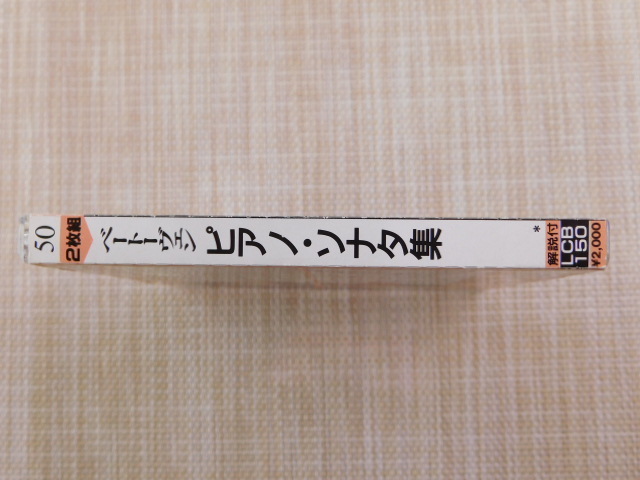 50
2枚組
ベートーヴェン
ピアノ・ソナタ集
*
解説付
LCB
150
¥2,000